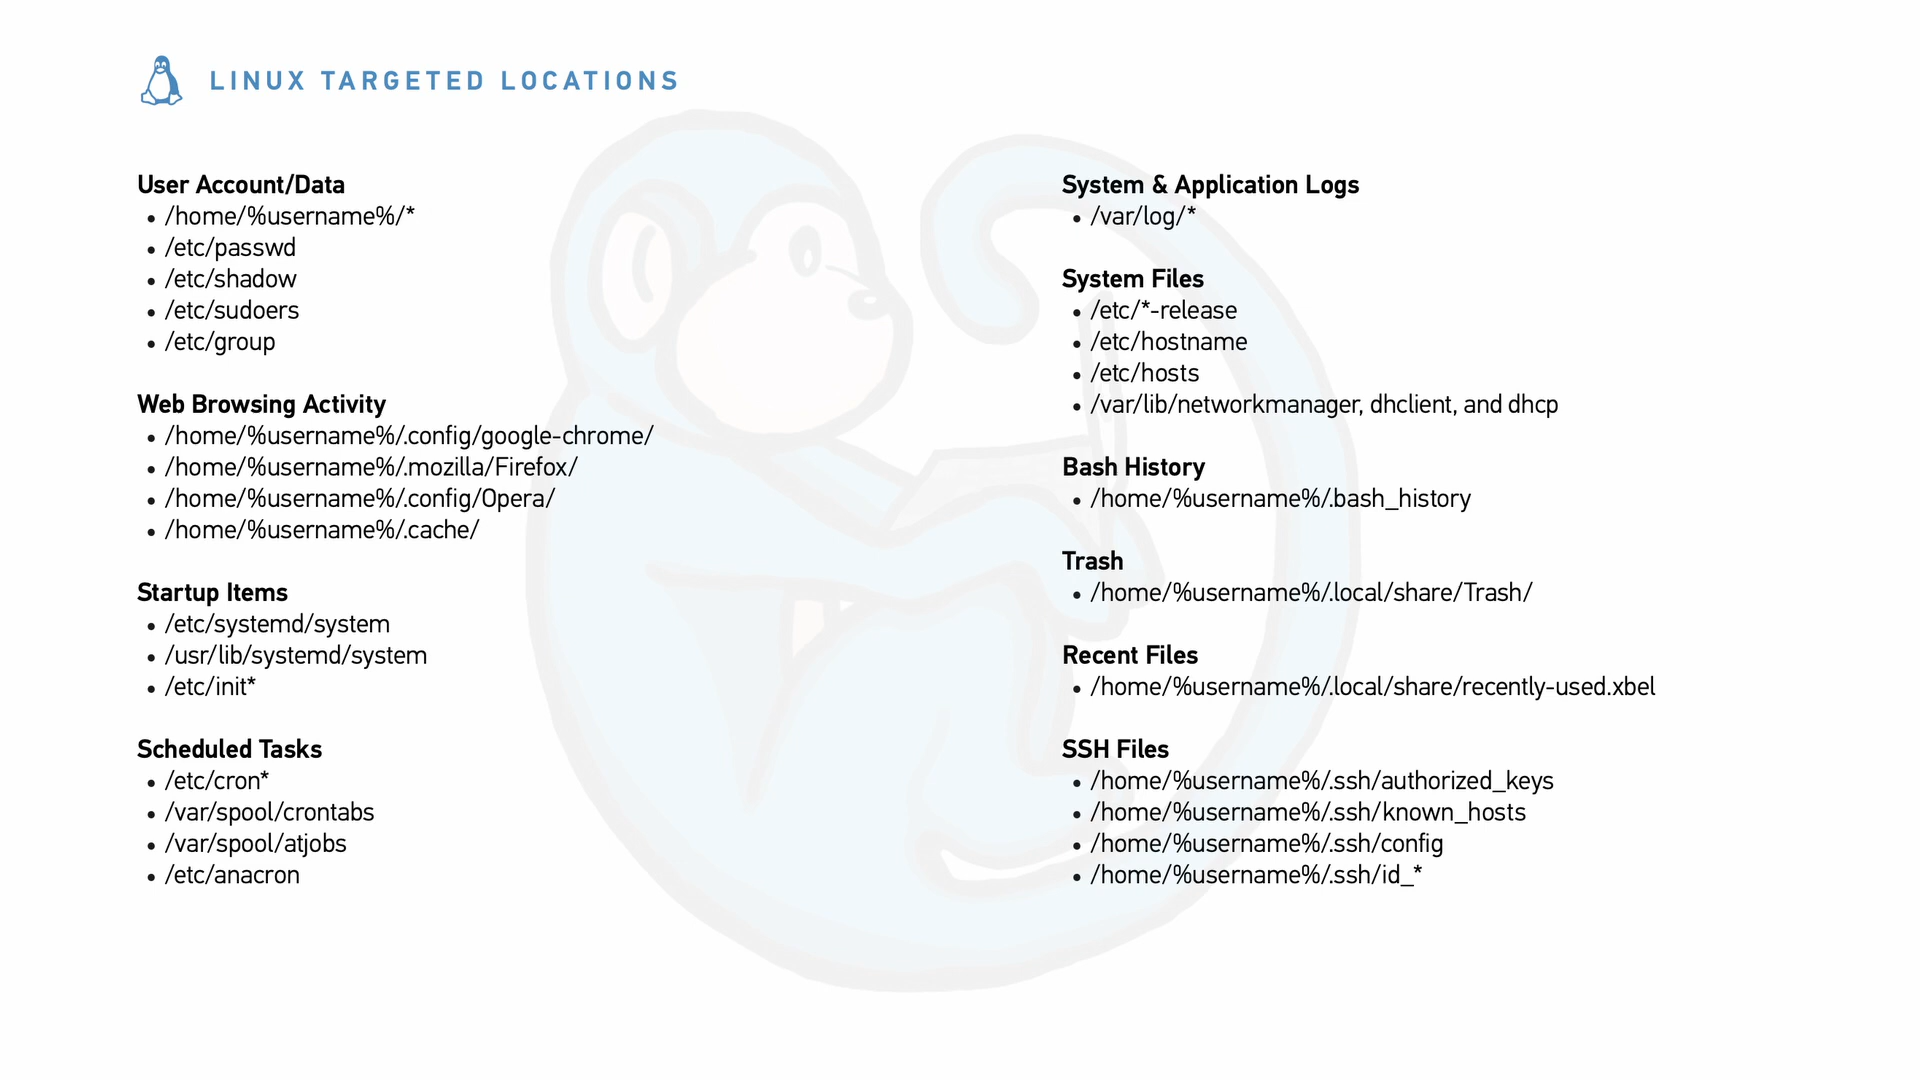 LINUX TARGETED LOCATIONS
User Account/Data
• /home/%username%/*
• /etc/passwd
• /etc/shadow
• /etc/sudoers
• /etc/group
Web Browsing Activity
• /home/%username%/.config/google-chrome/
• /home/%username%/.mozilla/Firefox/
• /home/%username%/.config/Opera/
• /home/%username%/.cache/
Startup Items
• /etc/systemd/system
• /usr/lib/systemd/system
• /etc/init*
Scheduled Tasks
• /etc/cron*
• /var/spool/crontabs
• /var/spool/atjobs
• /etc/anacron
System & Application Logs
• /var/log/*
System Files
• /etc/*-release
• /etc/hostname
• /etc/hosts
• /var/lib/networkmanager, dhclient, and dhcp
Bash History
• /home/%username%/.bash_history
Trash
• /home/%username%/.local/share/Trash/
Recent Files
• /home/%username%/.local/share/recently-used.xbel
SSH Files
• /home/%username%/.ssh/authorized_keys
• /home/%username%/.ssh/known_hosts
• /home/%username%/.ssh/config
• /home/%username%/.ssh/id_*